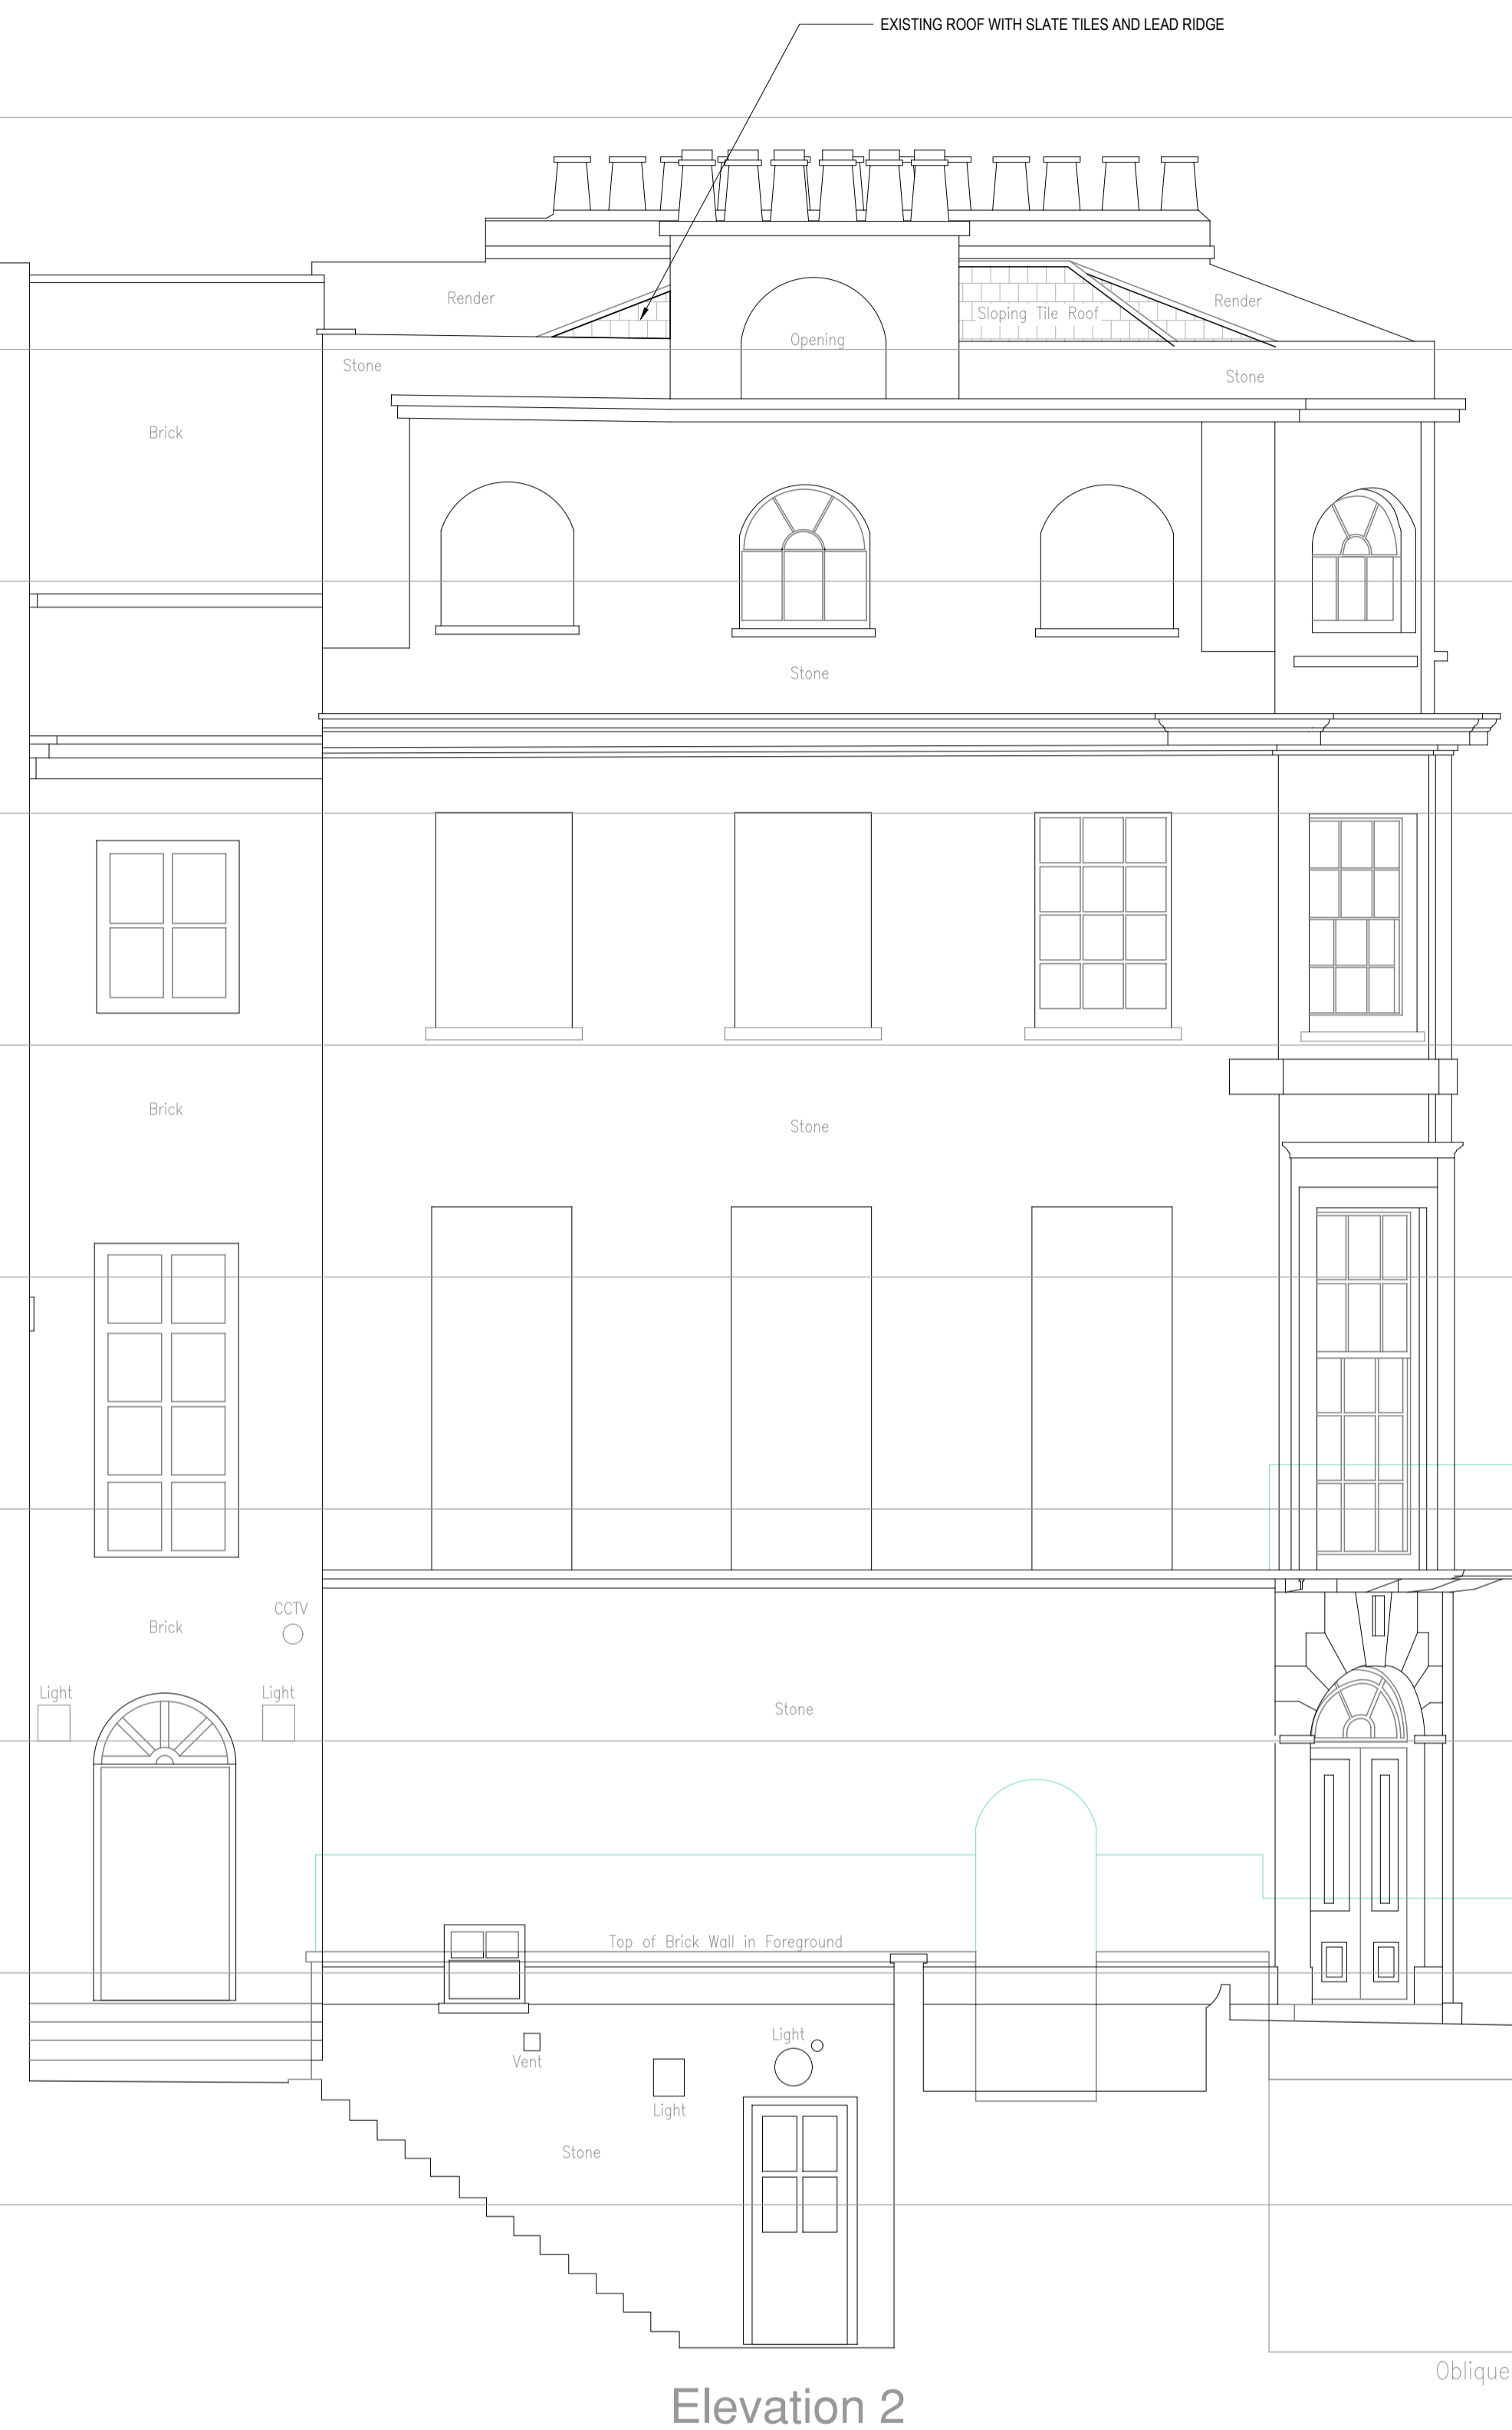 EXISTING ROOF WITH SLATE TILES AND LEAD RIDGE
Render
Render
Sloping Tile Roof
Opening
Stone
Stone
Brick
Stone
Brick
Stone
CCTV
Brick
Light
Light
Stone
Top of Brick Wall in Foreground
Light
Vent
Light
Stone
Oblique
Elevation 2